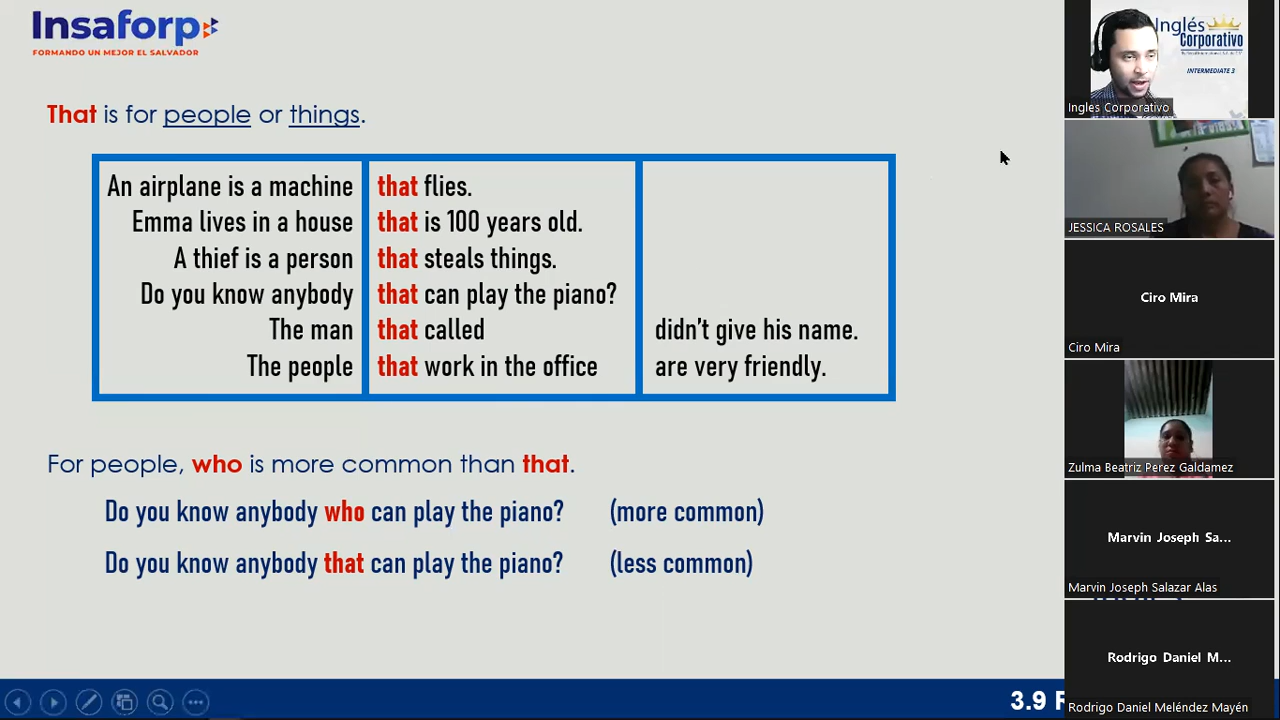 Insaforp
FORMANDO UN MEJOR EL SALVADOR
That is for people or things.
An airplane is a machine that flies.
Emma lives in a house that is 100 years old.
A thief is a person that steals things.
Do you know anybody that can play the piano?
The man that called didn't give his name.
The people that work in the office are very friendly.
For people, who is more common than that.
Do you know anybody who can play the piano? (more common)
Do you know anybody that can play the piano? (less common)
3.9
Inglés
Corporativo
INTERMEDIATE 3
Ingles Corporativo
JESSICA ROSALES
Ciro Mira
Ciro Mira
Zulma Beatriz Perez Galdamez
Marvin Joseph Sa...
Marvin Joseph Salazar Alas
Rodrigo Daniel M...
Rodrigo Daniel Meléndez Mayén